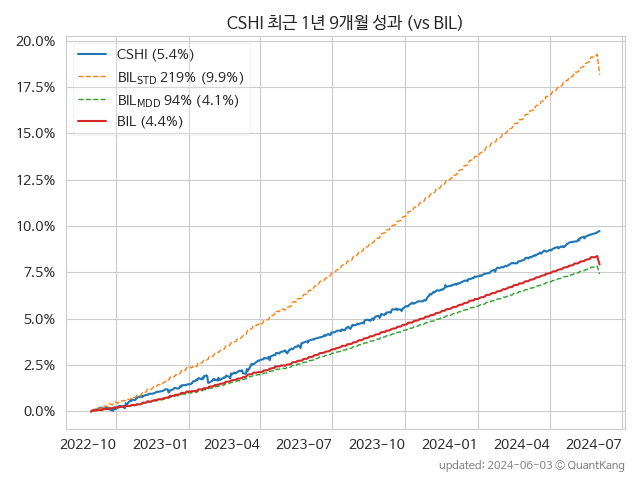 CSHI 최근 1년 9개월 성과 (vs BIL)
20.0%
17.5%
15.0%
12.5%
10.0%
7.5%
5.0%
2.5%
0.0%
CSHI (5.4%)
BIL_STD 219% (9.9%)
BIL_MDD 94% (4.1%)
BIL (4.4%)
2022-10 2023-01 2023-04 2023-07 2023-10 2024-01 2024-04 2024-07
updated: 2024-06-03 © QuantKang